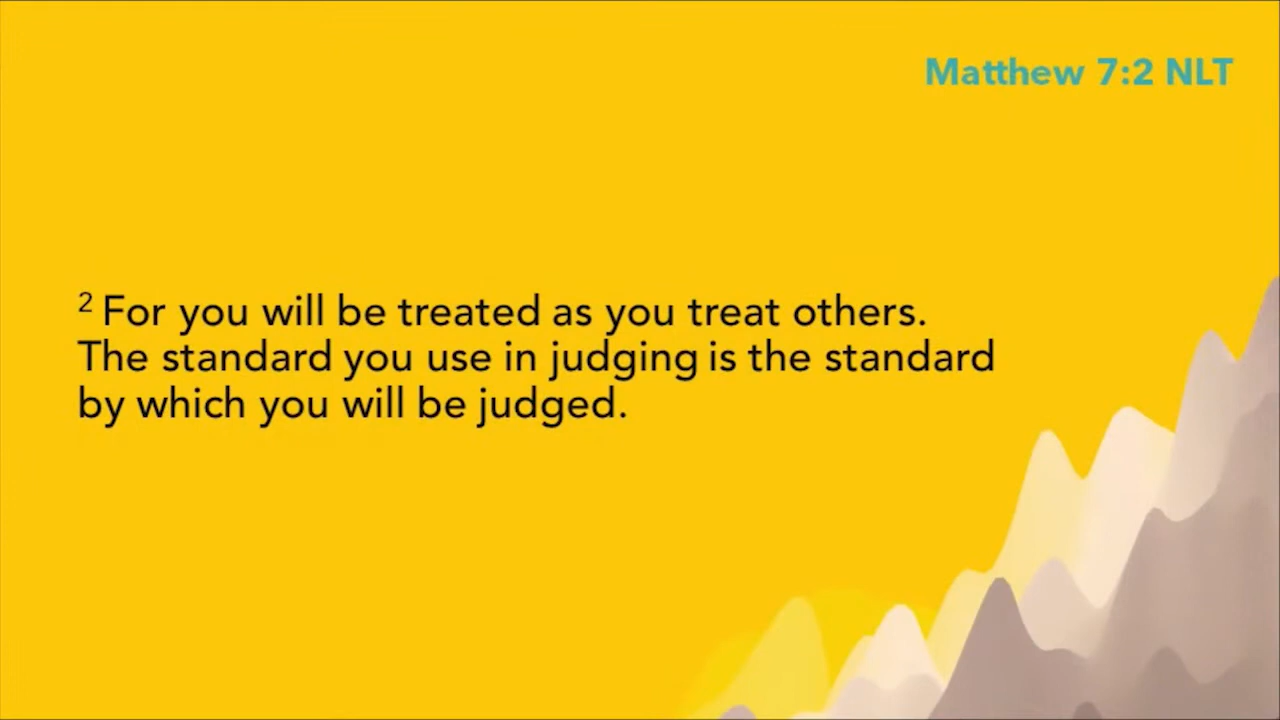 Matthew 7:2 NLT
² For you will be treated as you treat others.
The standard you use in judging is the standard
by which you will be judged.